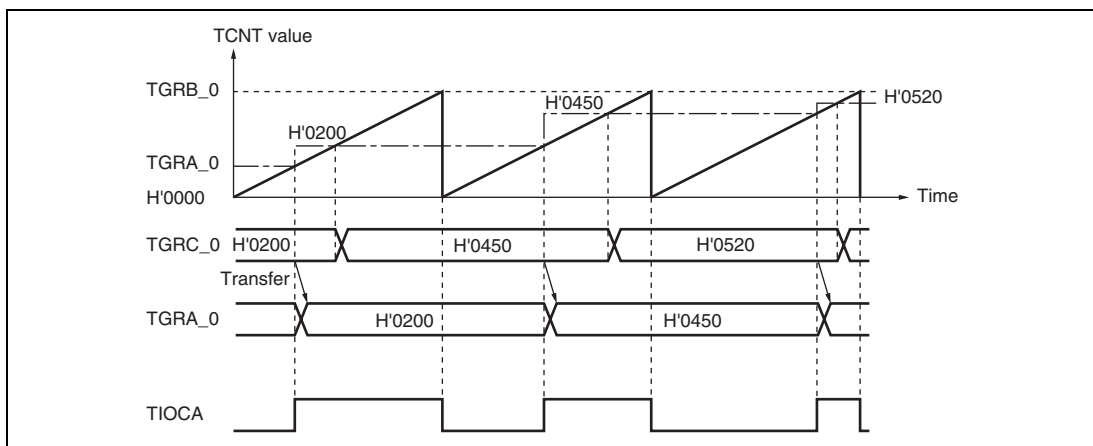 TCNT value
TGRB_0
H'0450
H'0520
H'0200
TGRA_0
H'0000
Time
TGRC_0
H'0200
H'0450
H'0520
Transfer
TGRA_0
H'0200
H'0450
TIOCA